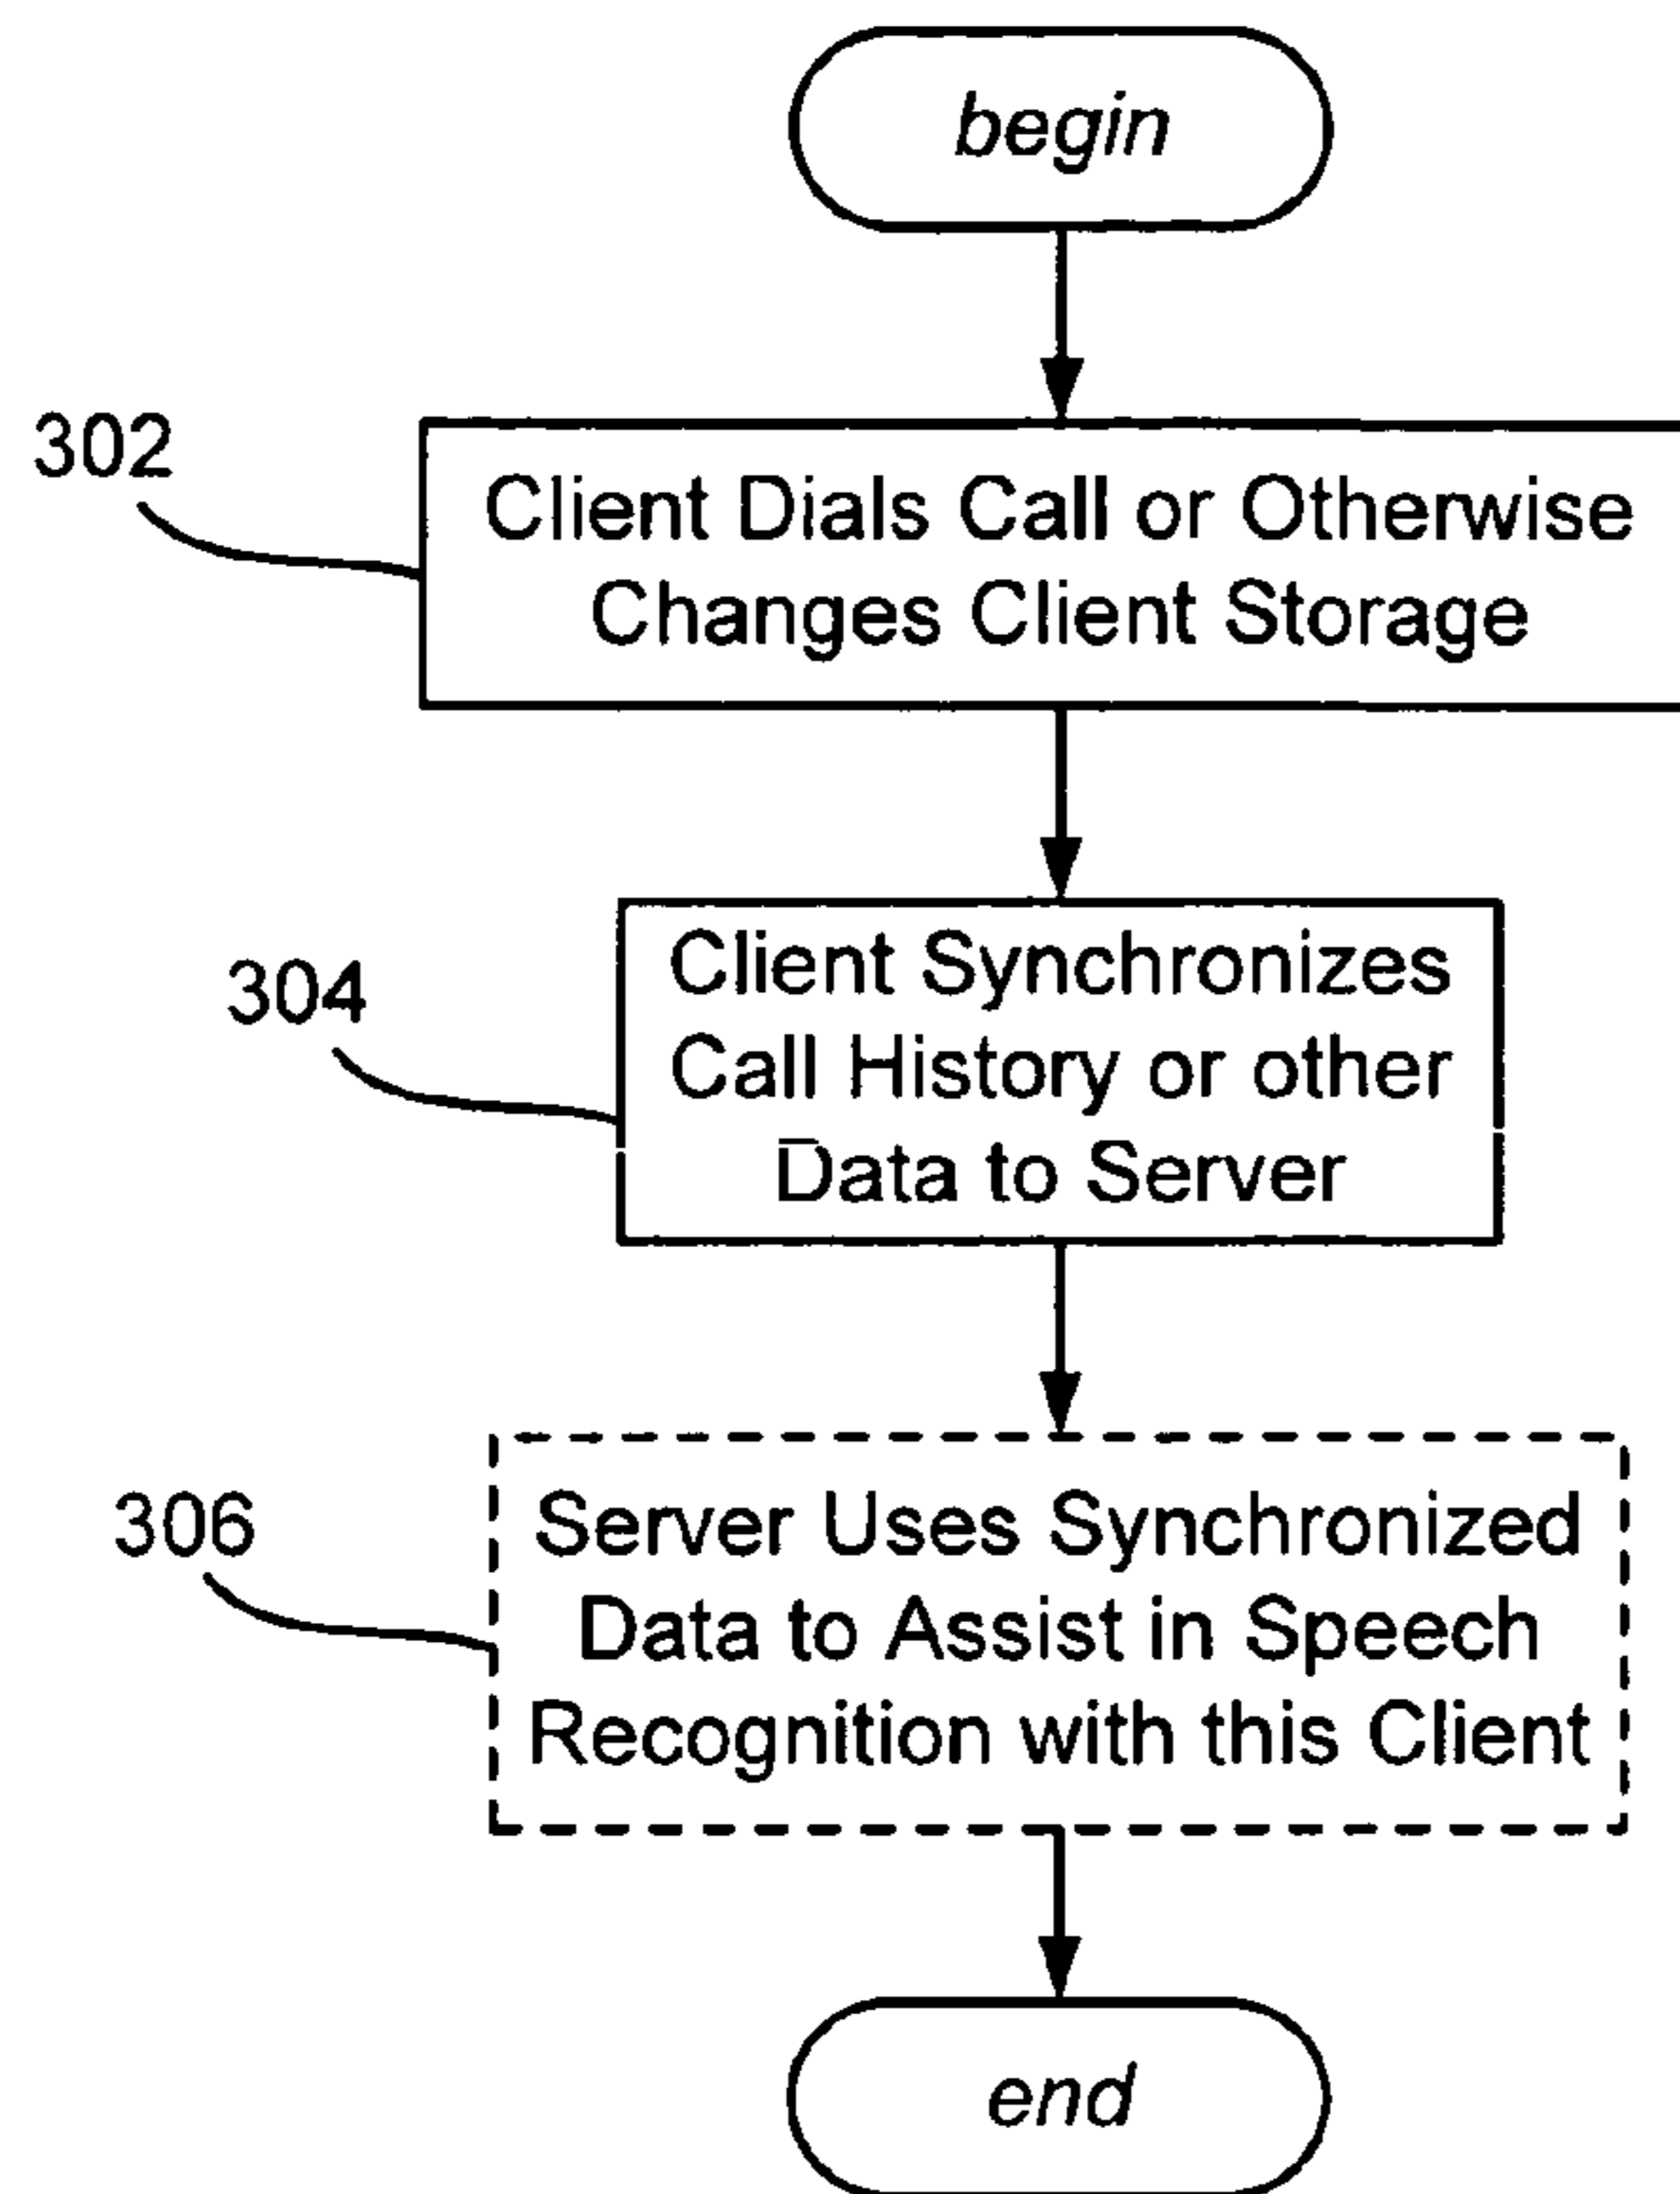 begin
302
Client Dials Call or Otherwise
Changes Client Storage
304
Client Synchronizes
Call History or other
Data to Server
306
Server Uses Synchronized
Data to Assist in Speech
Recognition with this Client
end